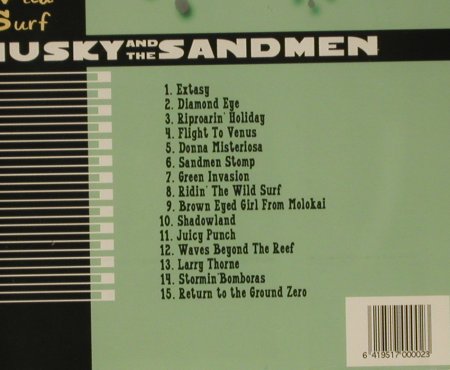 Surf
HUSKY AND THE SANDMEN
1. Extasy
2. Diamond Eye
3. Riproarin' Holiday
4. Flight To Venus
5. Donna Misteriosa
6. Sandmen Stomp
7. Green Invasion
8. Ridin' The Wild Surf
9. Brown Eyed Girl From Molokai
10. Shadowland
11. Juicy Punch
12. Waves Beyond The Reef
13. Larry Thorne
14. Stormin' Bomboras
15. Return to the Ground Zero
6 419517 000023